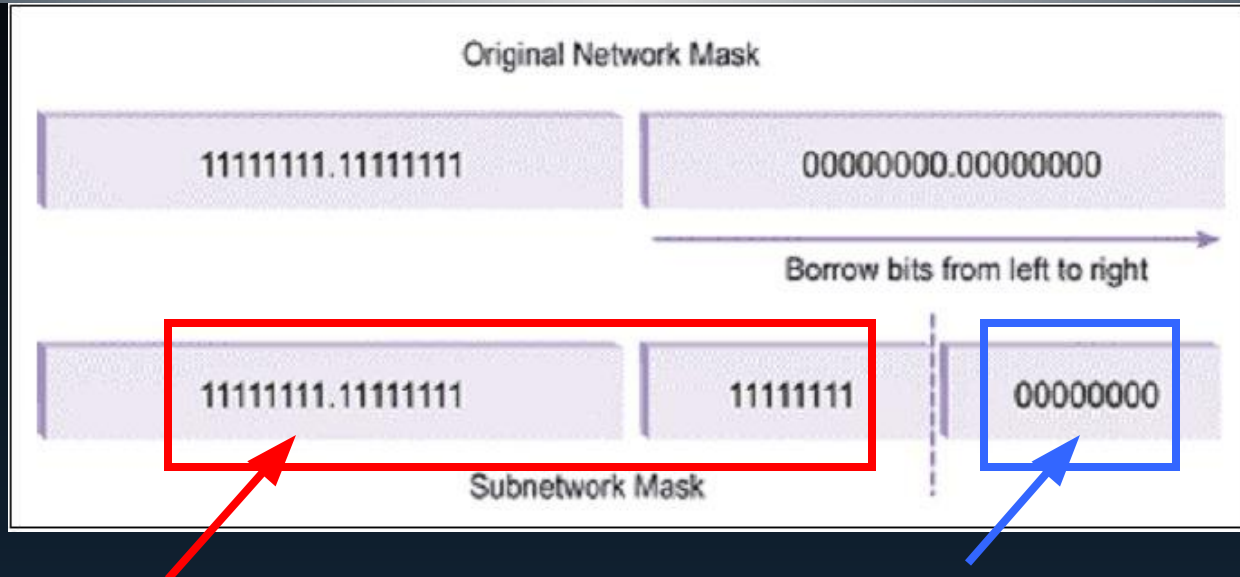 Original Network Mask
11111111.11111111 00000000.00000000
Borrow bits from left to right
11111111.11111111 11111111 00000000
Subnetwork Mask